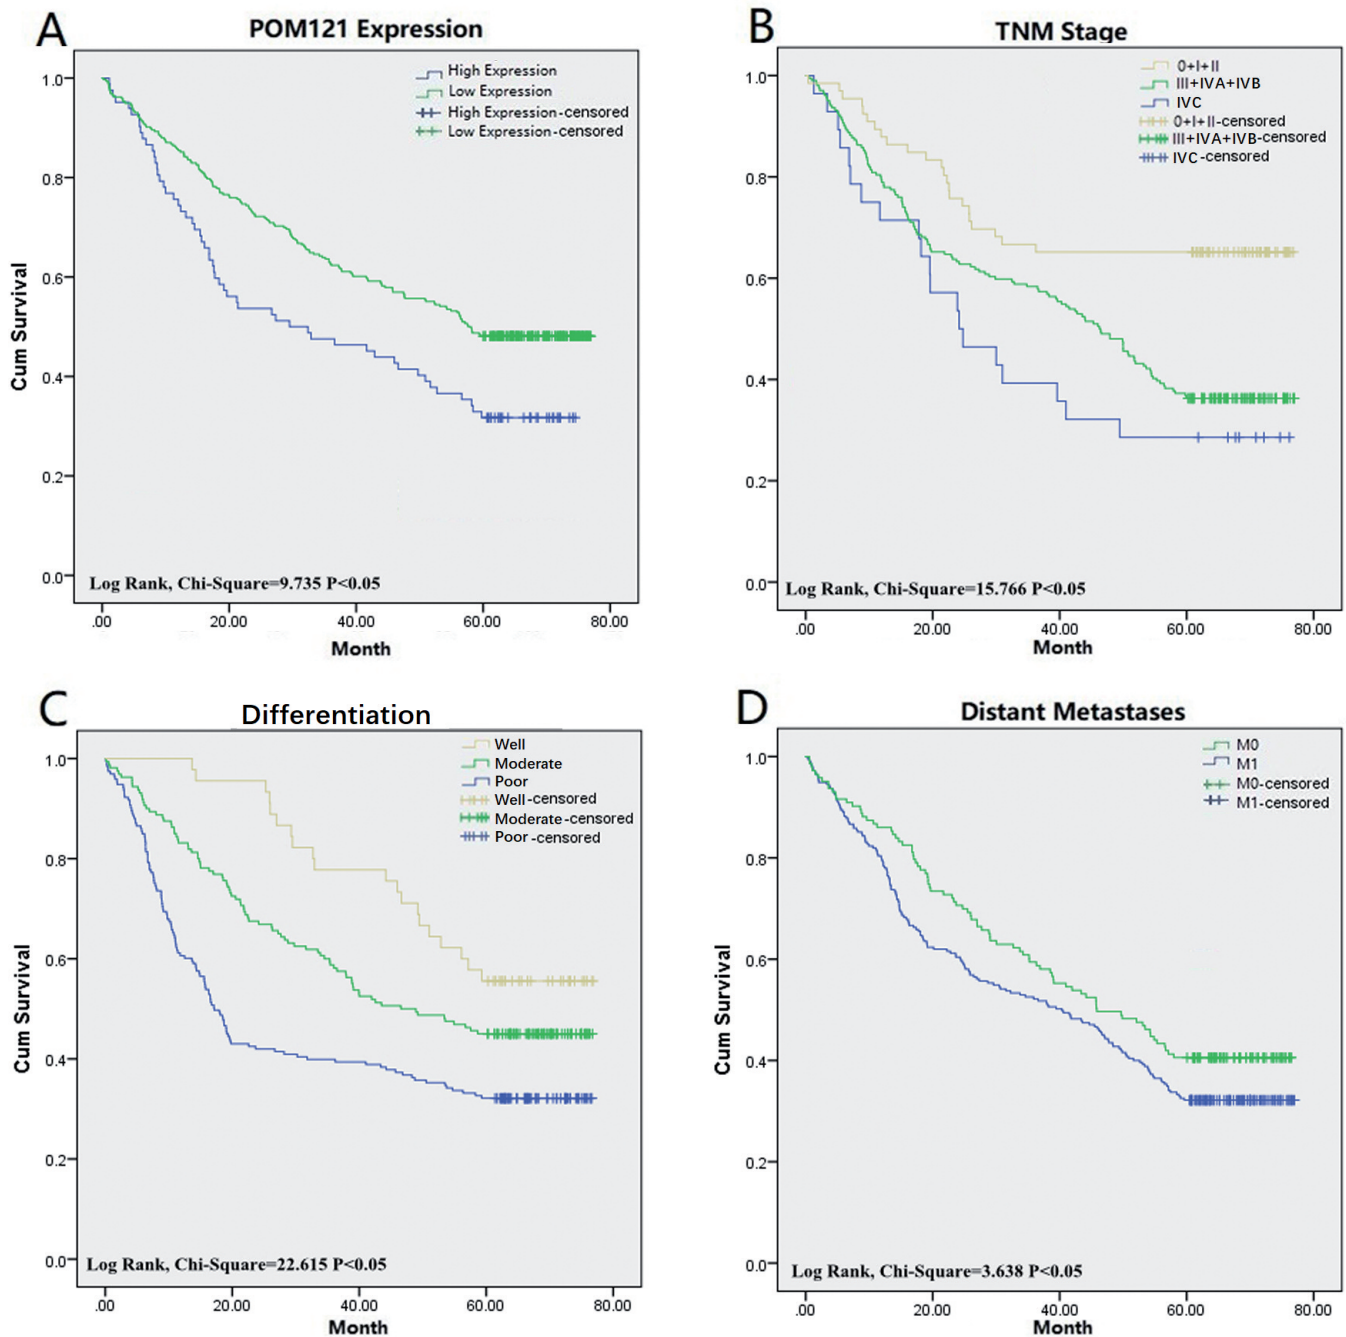 A
POM121 Expression
High Expression
Low Expression
High Expression-censored
Low Expression-censored
1.0
0.8
0.6
0.4
0.2
0.0
Cum Survival
Log Rank, Chi-Square=9.735 P<0.05
.00 20.00 40.00 60.00 80.00
Month
B
TNM Stage
0+I+II
III+IVA+IVB
IVC
0+I+II-censored
III+IVA+IVB-censored
IVC-censored
1.0
0.8
0.6
0.4
0.2
0.0
Log Rank, Chi-Square=15.766 P<0.05
.00 20.00 40.00 60.00 80.00
Month
C
Differentiation
Well
Moderate
Poor
Well-censored
Moderate-censored
Poor-censored
1.0
0.8
0.6
0.4
0.2
0.0
Cum Survival
Log Rank, Chi-Square=22.615 P<0.05
.00 20.00 40.00 60.00 80.00
Month
D
Distant Metastases
M0
M1
M0-censored
M1-censored
1.0
0.8
0.6
0.4
0.2
0.0
Cum Survival
Log Rank, Chi-Square=3.638 P<0.05
.00 20.00 40.00 60.00 80.00
Month